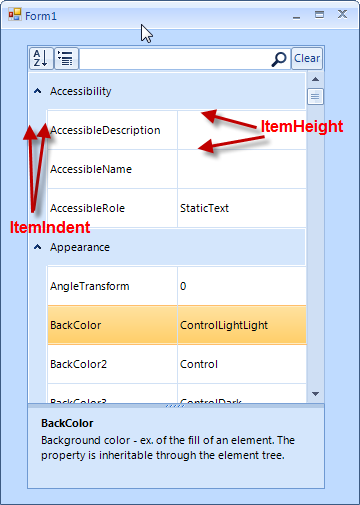 Form1
A Z Clear
Accessibility
AccessibleDescription
ItemHeight
AccessibleName
AccessibleRole StaticText
ItemIndent
Appearance
AngleTransform 0
BackColor ControlLightLight
BackColor2 Control
BackColor3 ControlDark
BackColor
Background color - ex. of the fill of an element. The
property is inheritable through the element tree.